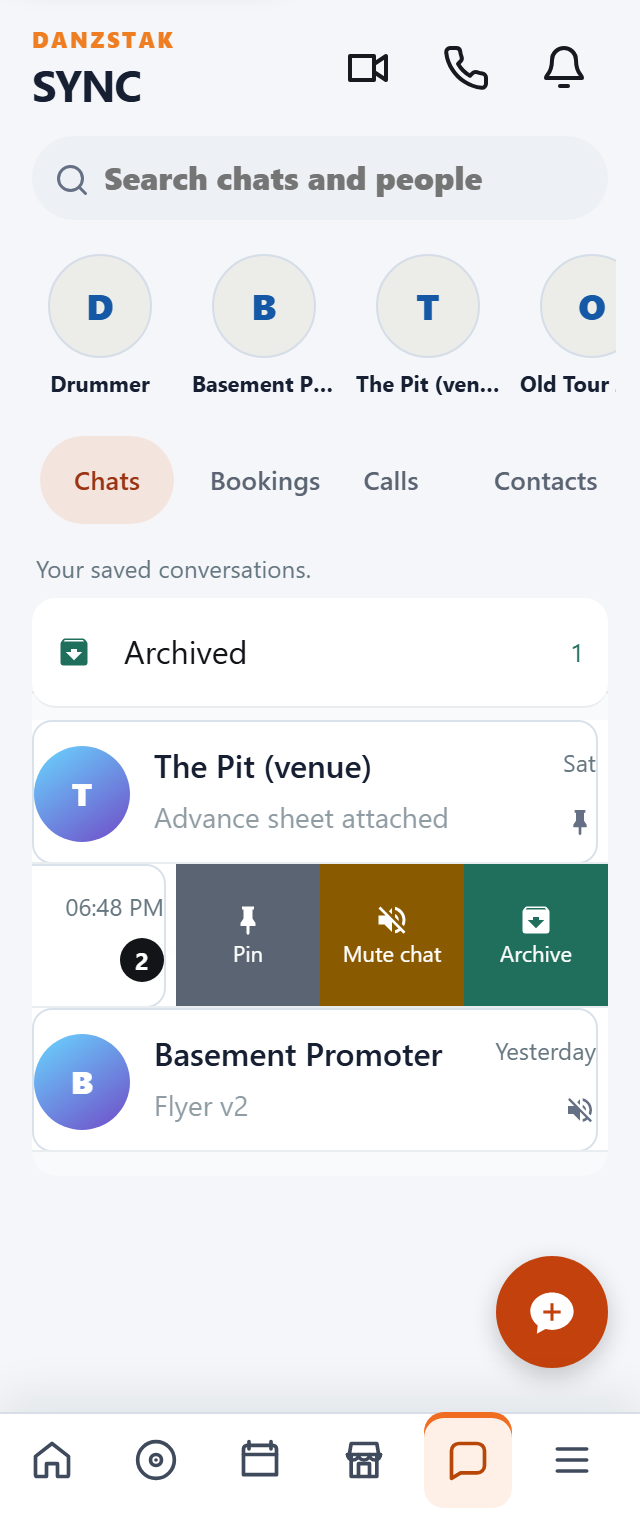 DANZSTAK
SYNC
Search chats and people
D
B
T
O
Drummer
Basement P...
The Pit (ven...
Old Tour
Chats
Bookings
Calls
Contacts
Your saved conversations.
Archived
1
T
The Pit (venue)
Sat
Advance sheet attached
06:48 PM
2
Pin
Mute chat
Archive
B
Basement Promoter
Yesterday
Flyer v2